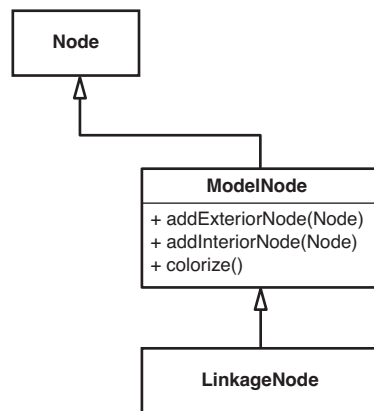 Node
ModelNode
+ addExteriorNode(Node)
+ addInteriorNode(Node)
+ colorize()
LinkageNode